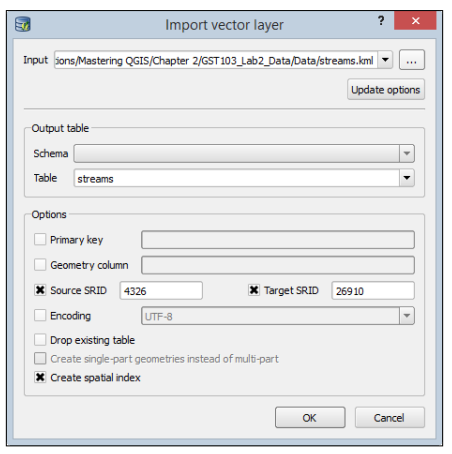 Import vector layer
?
×
Input tions/Mastering QGIS/Chapter 2/GST103_Lab2_Data/Data/streams.kml ...
Update options
Output table
Schema
Table streams
Options
Primary key
Geometry column
Source SRID 4326 Target SRID 26910
Encoding UTF-8
Drop existing table
Create single-part geometries instead of multi-part
Create spatial index
OK Cancel